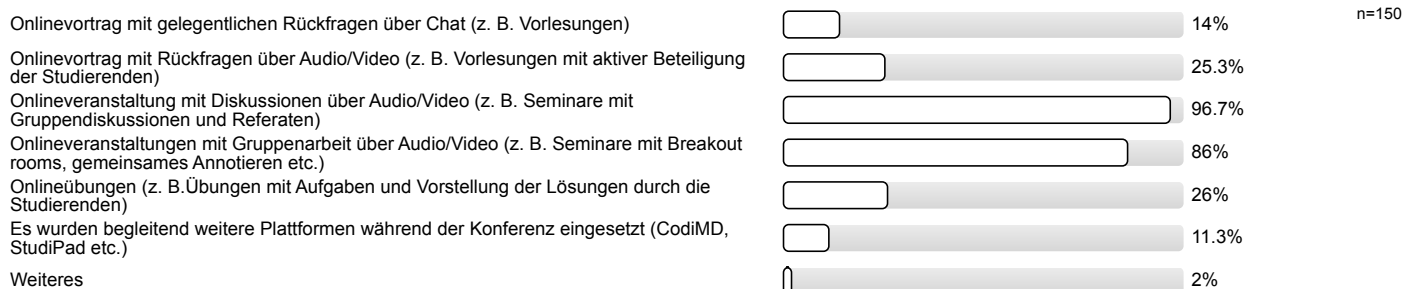 Onlinevortrag mit gelegentlichen Rückfragen über Chat (z. B. Vorlesungen) 14% n=150
Onlinevortrag mit Rückfragen über Audio/Video (z. B. Vorlesungen mit aktiver Beteiligung
der Studierenden) 25.3%
Onlineveranstaltung mit Diskussionen über Audio/Video (z. B. Seminare mit
Gruppendiskussionen und Referaten) 96.7%
Onlineveranstaltungen mit Gruppenarbeit über Audio/Video (z. B. Seminare mit Breakout
rooms, gemeinsames Annotieren etc.) 86%
Onlineübungen (z. B.Übungen mit Aufgaben und Vorstellung der Lösungen durch die
Studierenden) 26%
Es wurden begleitend weitere Plattformen während der Konferenz eingesetzt (CodiMD,
StudiPad etc.) 11.3%
Weiteres 2%